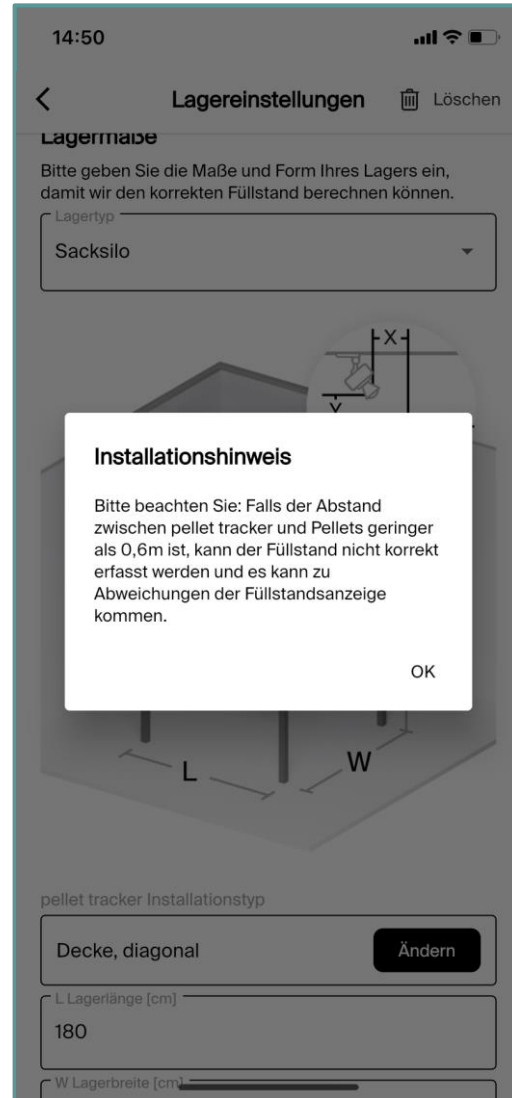 14:50
Lagereinstellungen
Löschen
Lagermaße
Bitte geben Sie die Maße und Form Ihres Lagers ein,
damit wir den korrekten Füllstand berechnen können.
Lagertyp
Sacksilo
X
Y
Installationshinweis
Bitte beachten Sie: Falls der Abstand
zwischen pellet tracker und Pellets geringer
als 0,6m ist, kann der Füllstand nicht korrekt
erfasst werden und es kann zu
Abweichungen der Füllstandsanzeige
kommen.
OK
L
W
pellet tracker Installationstyp
Decke, diagonal
Ändern
L Lagerlänge [cm]
180
W Lagerbreite [cm]